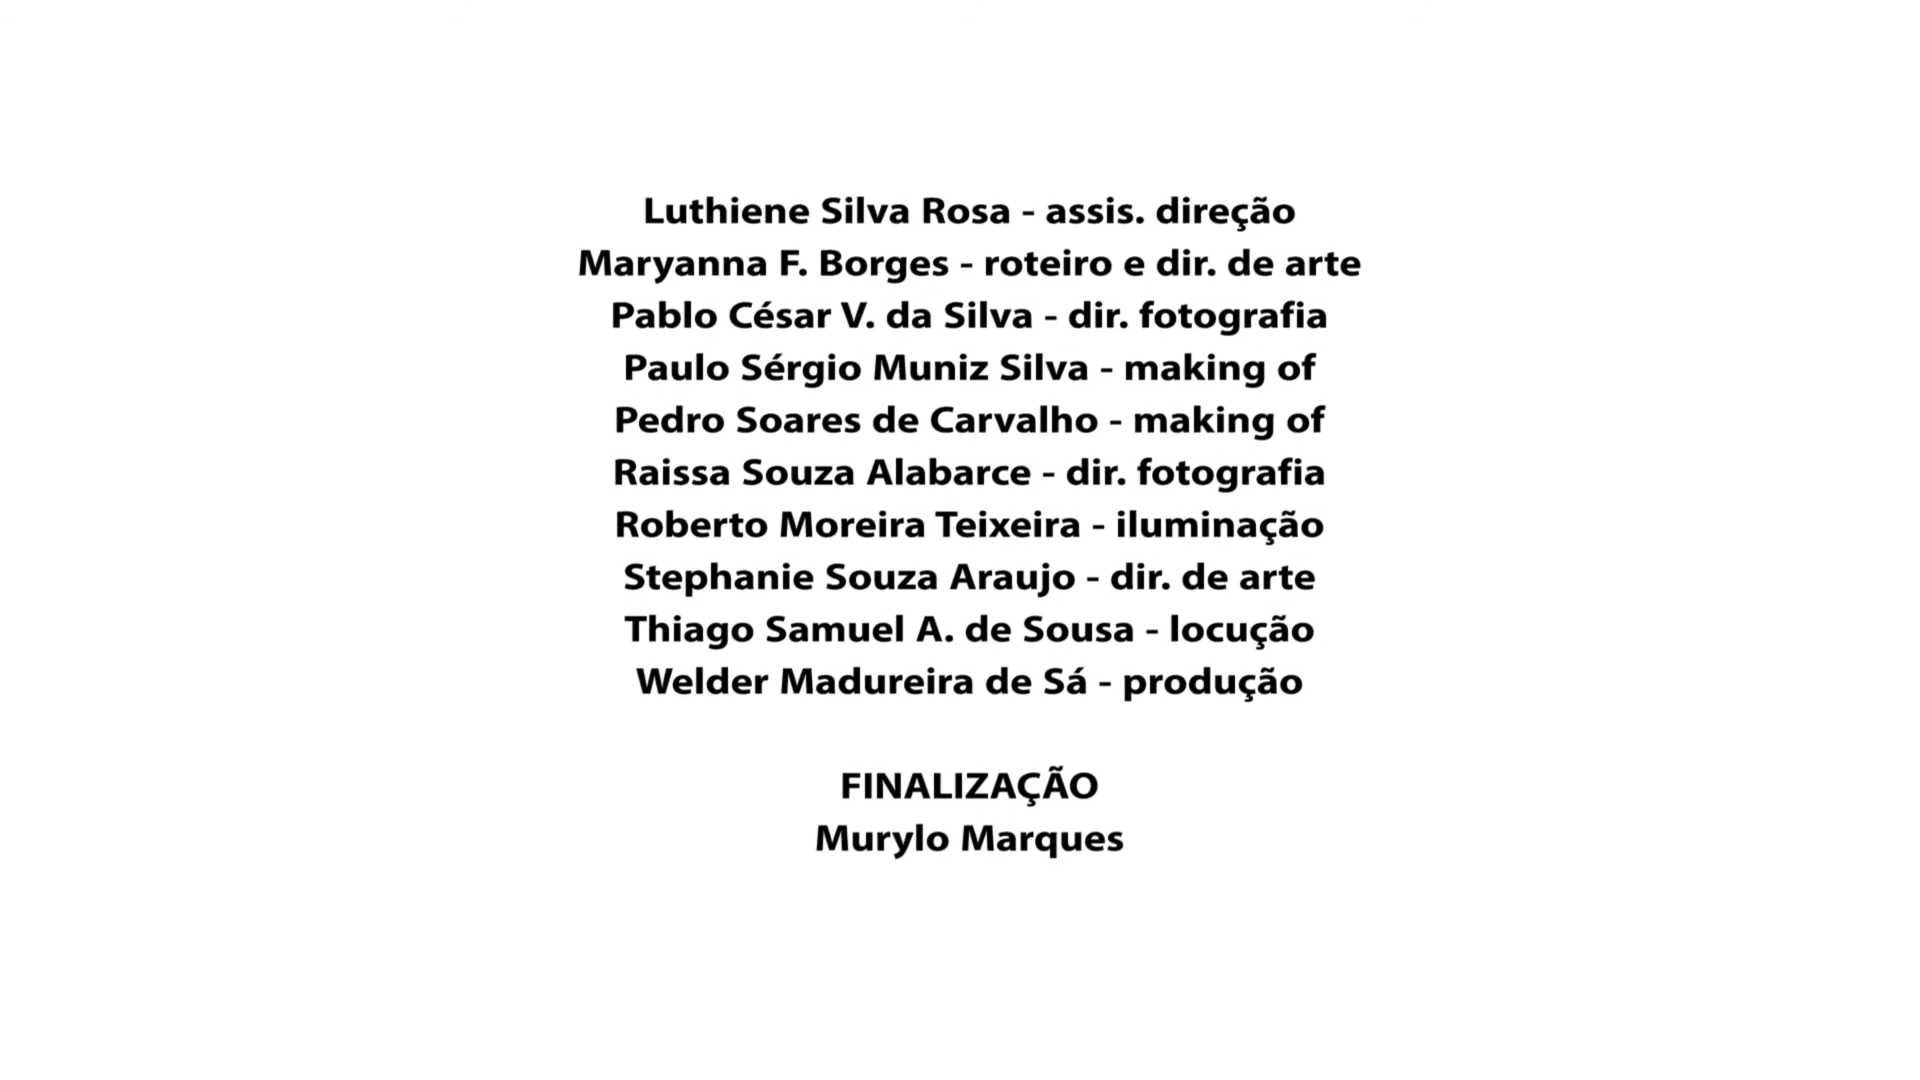 Luthiene Silva Rosa - assis. direção
Maryanna F. Borges - roteiro e dir. de arte
Pablo César V. da Silva - dir. fotografia
Paulo Sérgio Muniz Silva - making of
Pedro Soares de Carvalho - making of
Raissa Souza Alabarce - dir. fotografia
Roberto Moreira Teixeira - iluminação
Stephanie Souza Araujo - dir. de arte
Thiago Samuel A. de Sousa - locução
Welder Madureira de Sá - produção
FINALIZAÇÃO
Murylo Marques